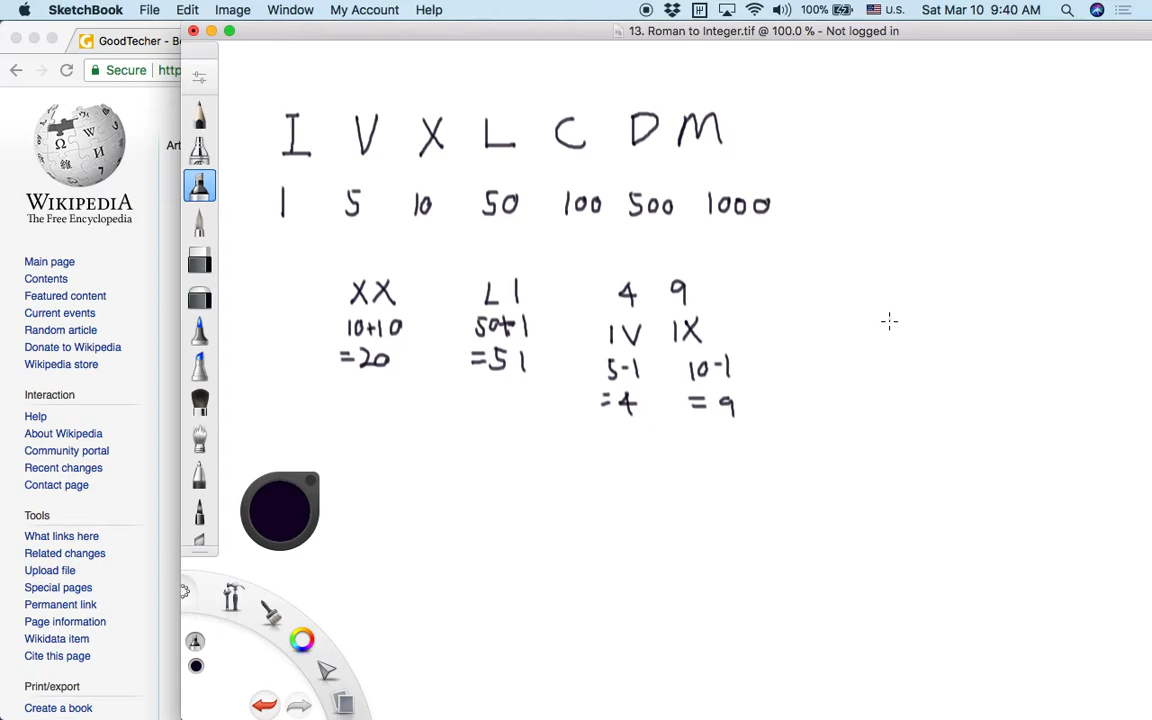 SketchBook File Edit Image Window My Account Help 100% U.S. Sat Mar 10 9:40 AM
13. Roman to Integer.tif @ 100.0 % - Not logged in
GoodTecher - B
Secure http
WIKIPEDIA
The Free Encyclopedia
Main page
Contents
Featured content
Current events
Random article
Donate to Wikipedia
Wikipedia store
Interaction
Help
About Wikipedia
Community portal
Recent changes
Contact page
Tools
What links here
Related changes
Upload file
Special pages
Permanent link
Page information
Wikidata item
Cite this page
Print/export
Create a book
Art
I V X L C D M
1 5 10 50 100 500 1000
XX LI 4 9
10+10 50+1 IV IX
=20 =51 5-1 10-1
=4 =9